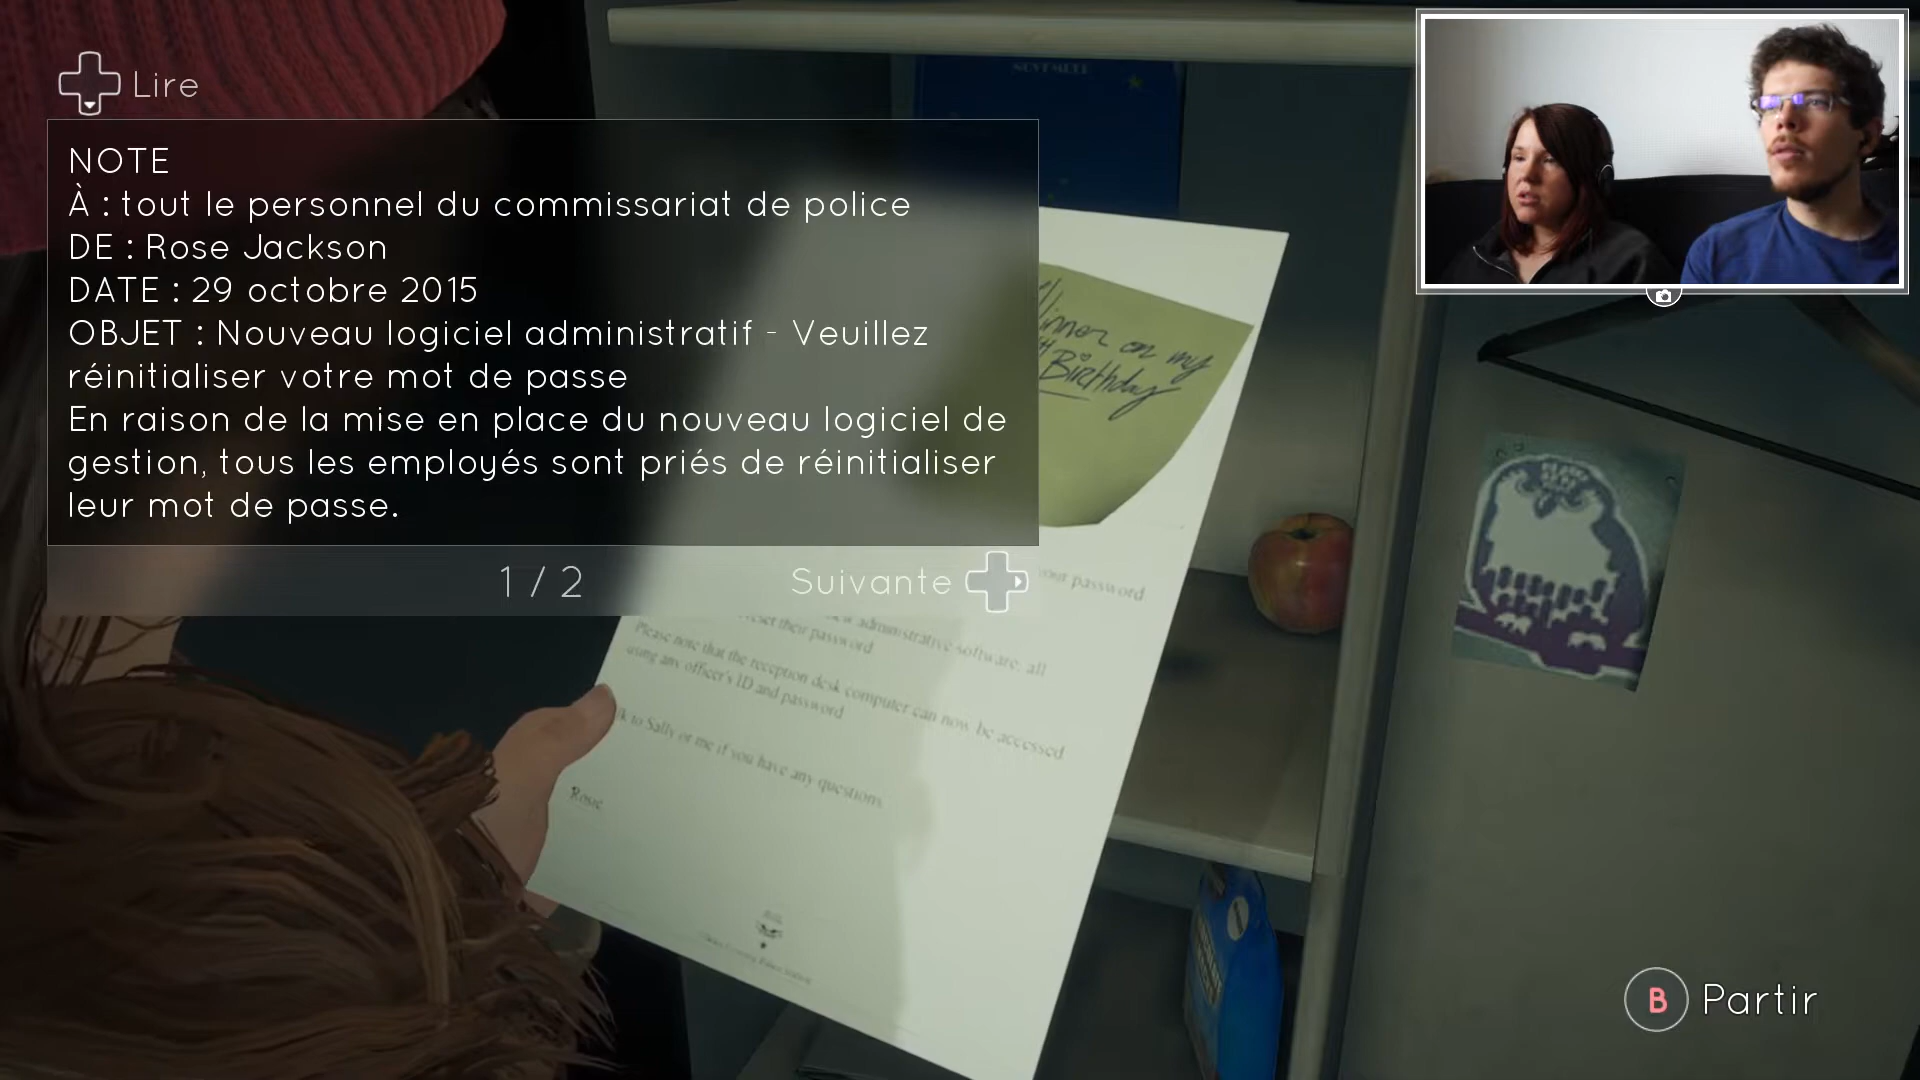 NOVEMBER
Lire
NOTE
À : tout le personnel du commissariat de police
DE : Rose Jackson
DATE : 29 octobre 2015
OBJET : Nouveau logiciel administratif - Veuillez
réinitialiser votre mot de passe
En raison de la mise en place du nouveau logiciel de
gestion, tous les employés sont priés de réinitialiser
leur mot de passe.
1 / 2
Suivante
on my
Birthday
your password
administrative software, all
reset their password
Please note that the reception desk computer can now be accessed
using any officer's ID and password
to Sally or me if you have any questions.
Rose
B Partir